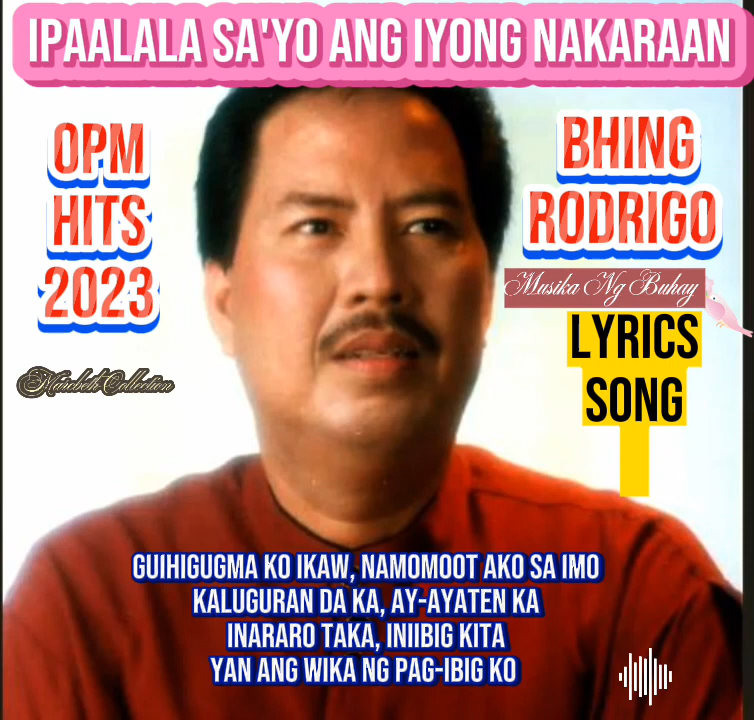 IPAALALA SA'YO ANG IYONG NAKARAAN
OPM
HITS
2023
BHING
RODRIGO
Musika Ng Buhay
LYRICS
SONG
Marebeth Collection
GUIHIGUGMA KO IKAW, NAMOMOOT AKO SA IMO
KALUGURAN DA KA, AY-AYATEN KA
INARARO TAKA, INIIBIG KITA
YAN ANG WIKA NG PAG-IBIG KO